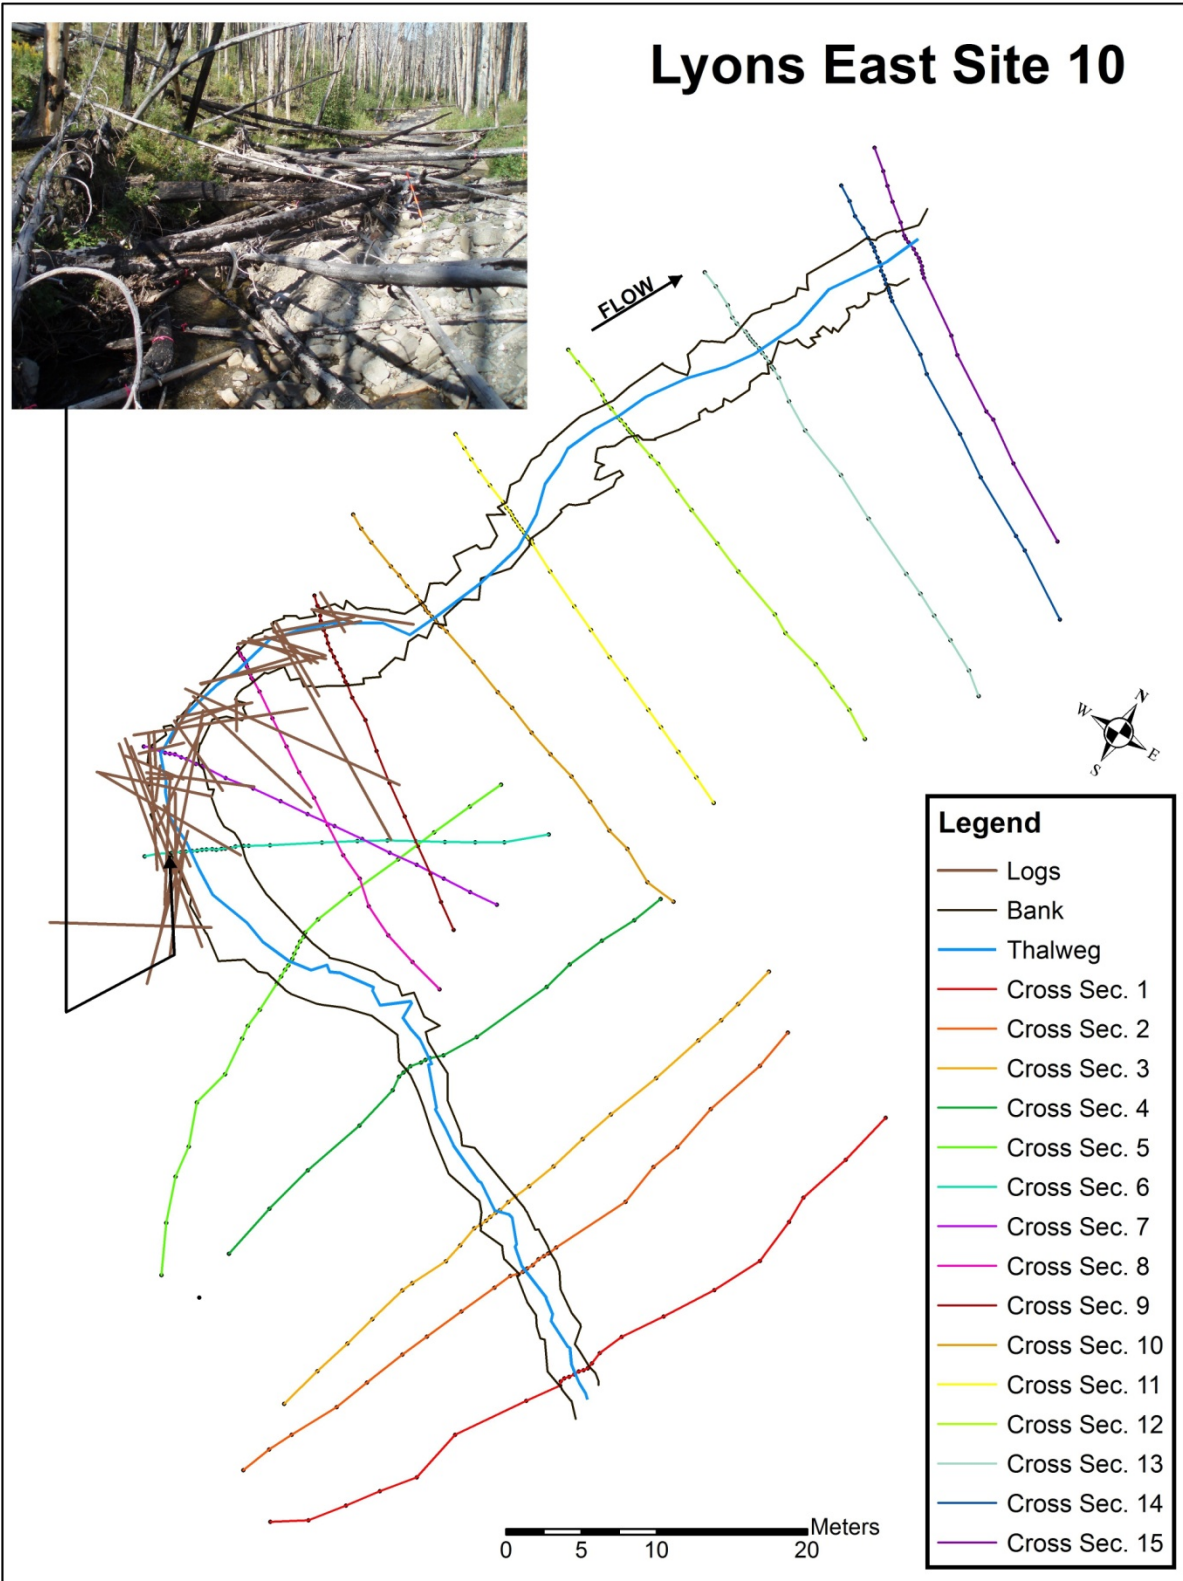 Lyons East Site 10
FLOW
N
W
E
S
Legend
Logs
Bank
Thalweg
Cross Sec. 1
Cross Sec. 2
Cross Sec. 3
Cross Sec. 4
Cross Sec. 5
Cross Sec. 6
Cross Sec. 7
Cross Sec. 8
Cross Sec. 9
Cross Sec. 10
Cross Sec. 11
Cross Sec. 12
Cross Sec. 13
Cross Sec. 14
Cross Sec. 15
Meters
0 5 10 20